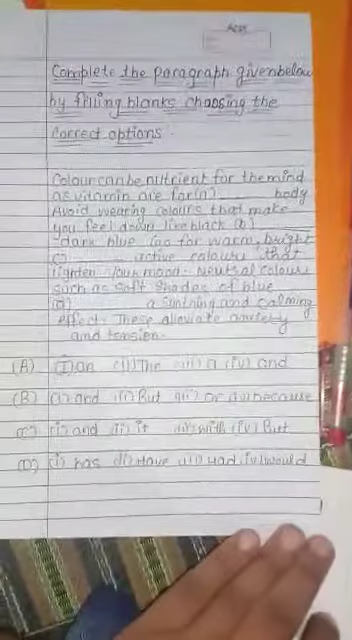 Complete the paragraph given below
by filling blanks choosing the
correct options.
Colour can be nutrient for the mind
as vitamin are for (a) ______ body
Avoid wearing colours that make
you feel down like black (b) ______
dark blue Go for warm, bright
(c) ______ active colours that
lighten your mood. Neutral colours
such as soft shades of blue
(d) ______ a soothing and calming
effect. These alleviate anxiety
and tension.
(A) (i) an (ii) The (iii) a (iv) and
(B) (i) and (ii) But (iii) or (iv) because
(C) (i) and (ii) it (iii) with (iv) But
(D) (i) has (ii) Have (iii) Had (iv) would